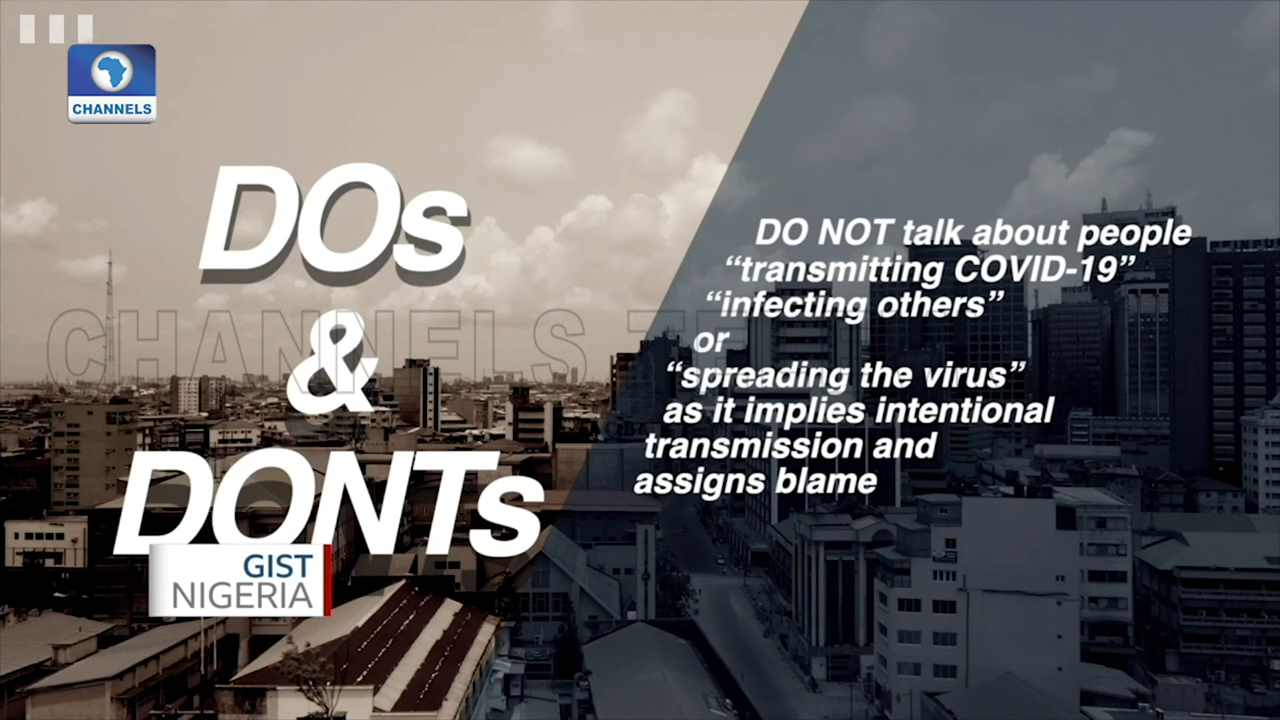 CHANNELS
DOs
&
DONTs
DO NOT talk about people
“transmitting COVID-19”
“infecting others”
or
“spreading the virus”
as it implies intentional
transmission and
assigns blame
CHANNELS
GIST
NIGERIA